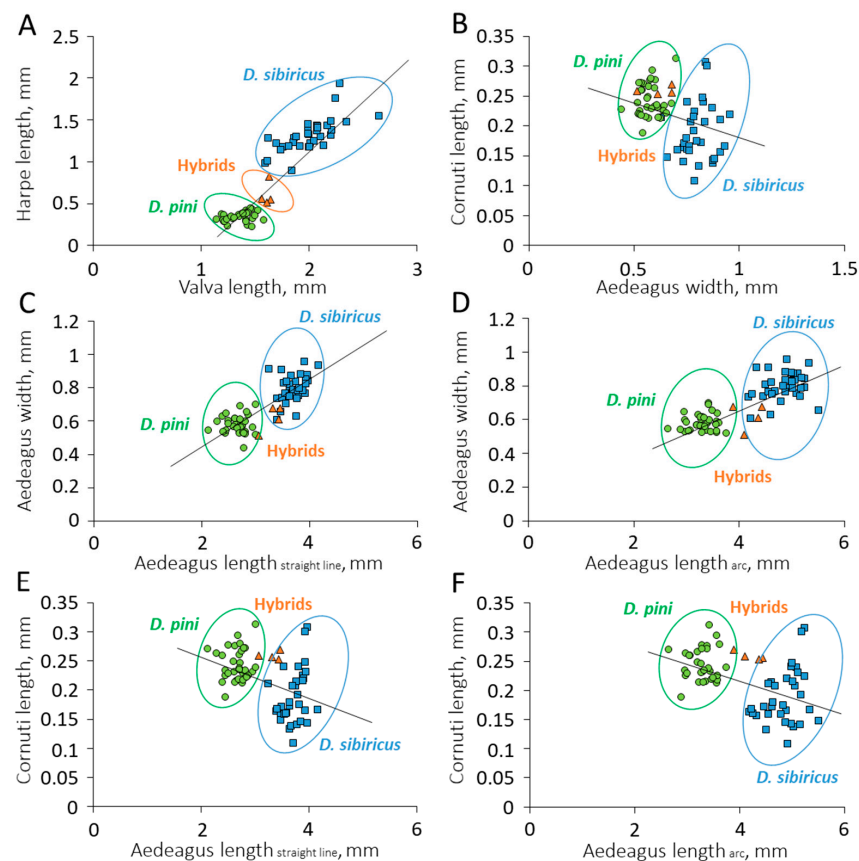 A
Harpe length, mm
2.5
2
1.5
1
0.5
0
D. sibiricus
Hybrids
D. pini
0
1
2
3
Valva length, mm
B
Cornuti length, mm
0.35
0.3
0.25
0.2
0.15
0.1
0.05
0
D. pini
Hybrids
D. sibiricus
0
0.5
1
1.5
Aedeagus width, mm
C
Aedeagus width, mm
1.2
1
0.8
0.6
0.4
0.2
0
D. sibiricus
D. pini
Hybrids
0
2
4
6
Aedeagus length straight line, mm
D
Aedeagus width, mm
1.2
1
0.8
0.6
0.4
0.2
0
D. sibiricus
D. pini
Hybrids
0
2
4
6
Aedeagus length arc, mm
E
Cornuti length, mm
0.35
0.3
0.25
0.2
0.15
0.1
0.05
0
Hybrids
D. pini
D. sibiricus
0
2
4
6
Aedeagus length straight line, mm
F
Cornuti length, mm
0.35
0.3
0.25
0.2
0.15
0.1
0.05
0
D. pini
Hybrids
D. sibiricus
0
2
4
6
Aedeagus length arc, mm